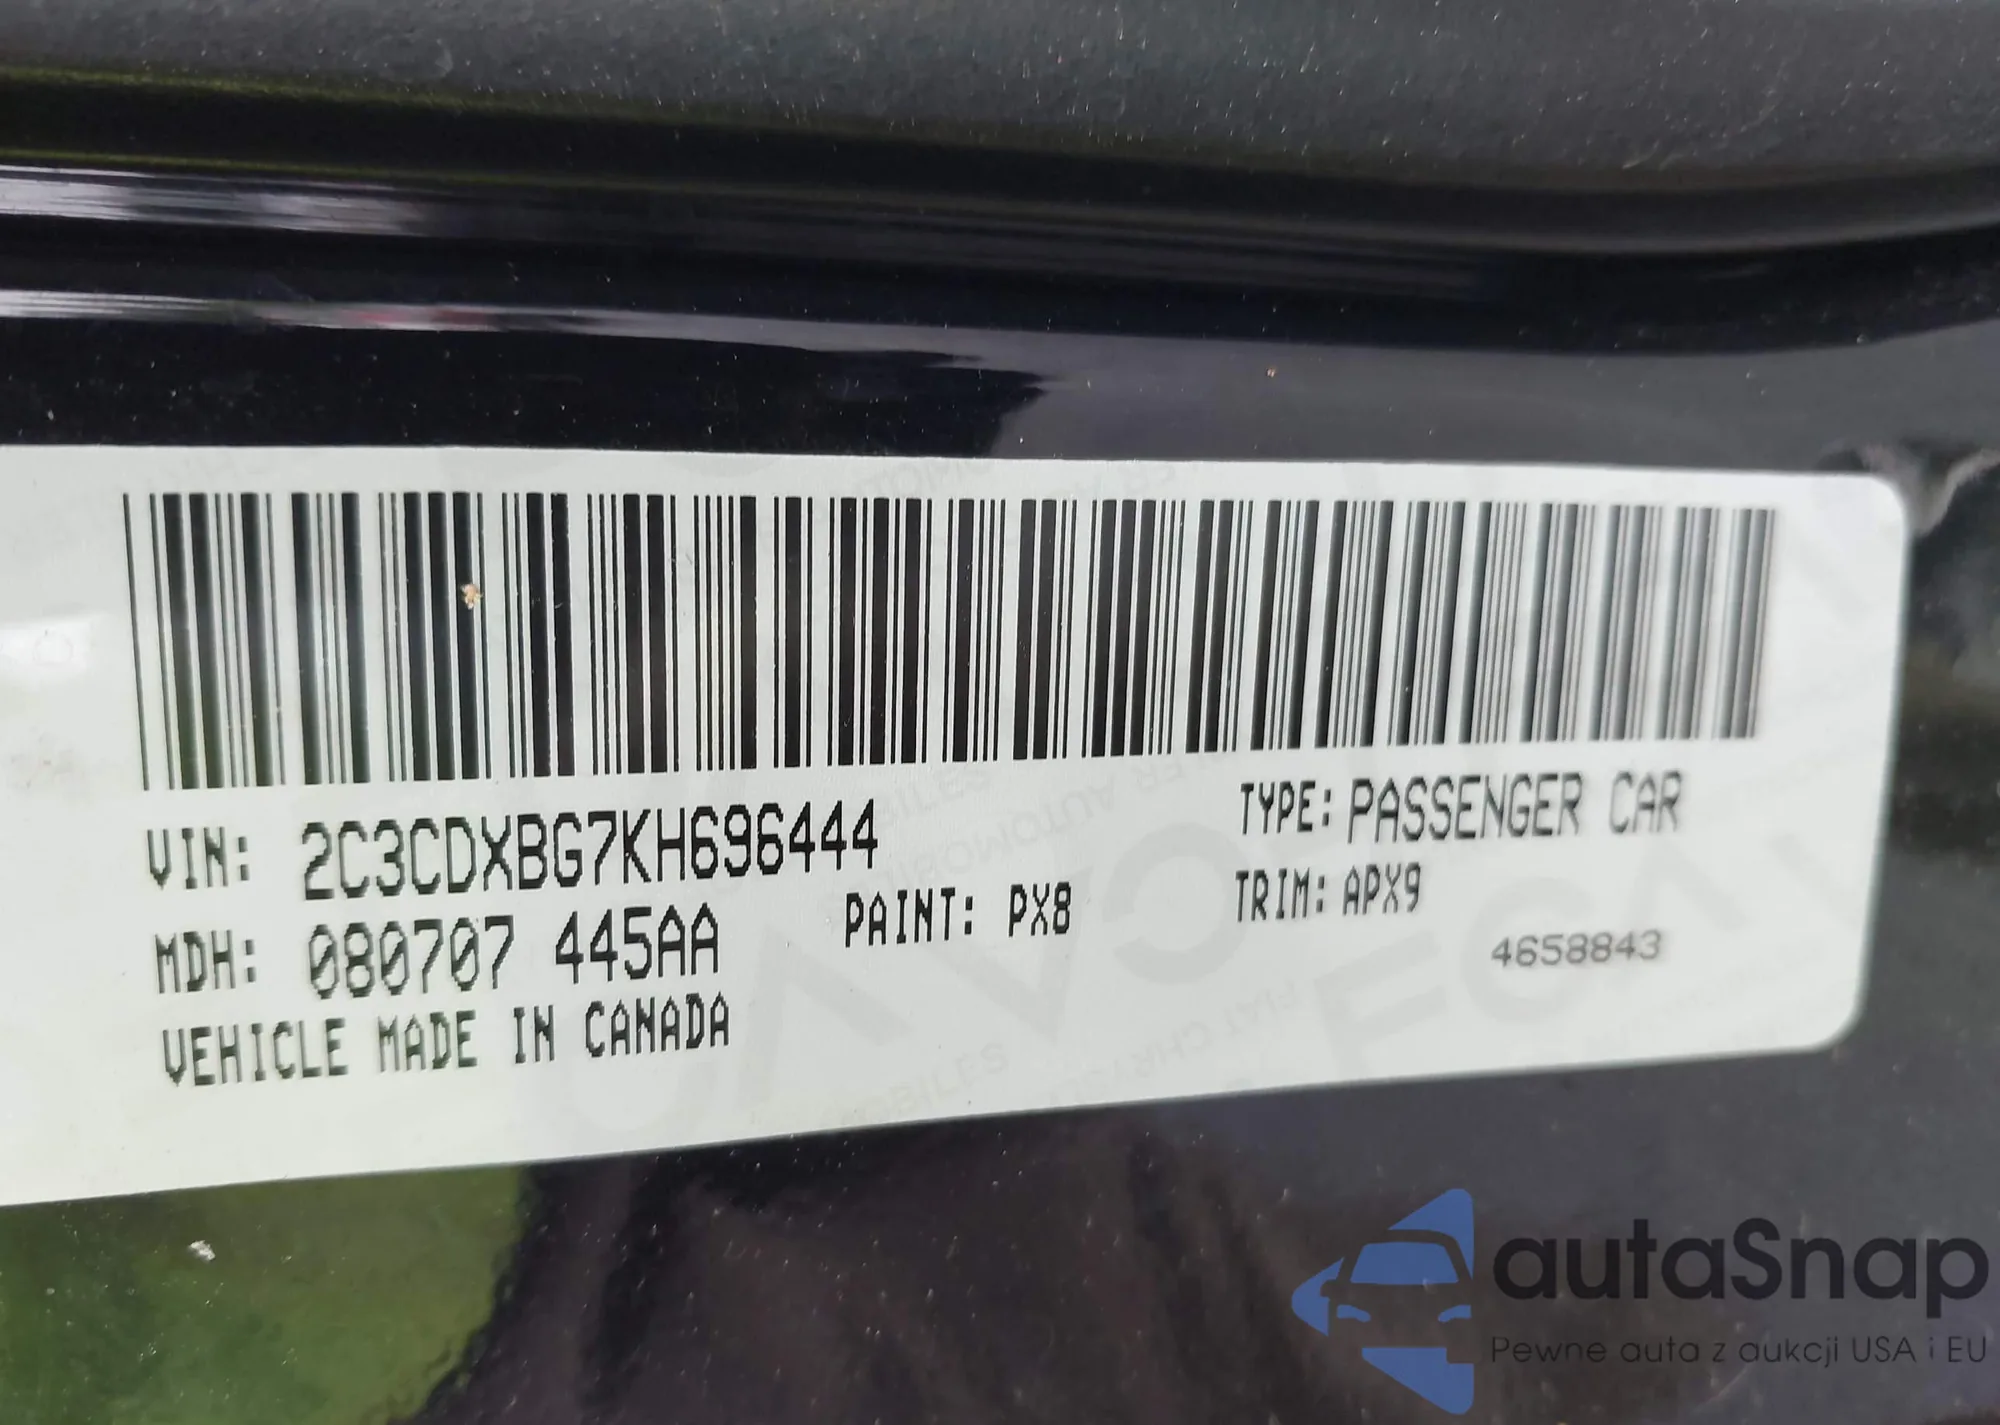 VIN: 2C3CDXBG7KH696444
TYPE: PASSENGER CAR
MDH: 080707 445AA
PAINT: PX8
TRIM: APX9
4658843
VEHICLE MADE IN CANADA
autaSnap
Pewne auta z aukcji USA i EU